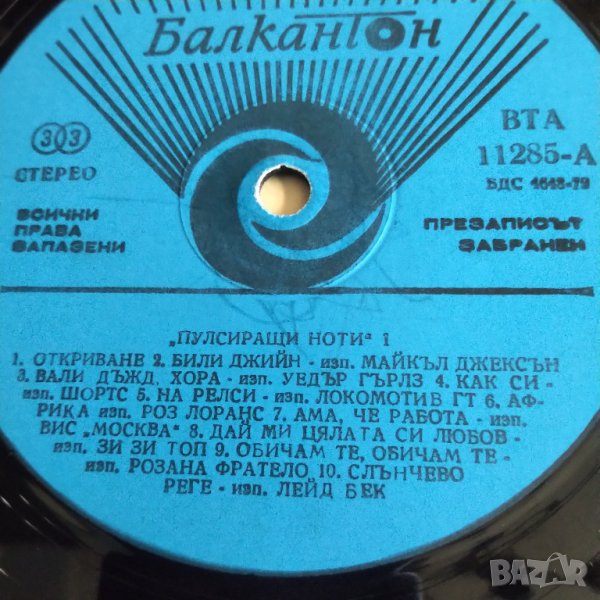 Балкантон
33
СТЕРЕО
ВСИЧКИ
ПРАВА
ЗАПАЗЕНИ
ВТА
11285-А
БДС 4648-79
ПРЕЗАПИСЪТ
ЗАБРАНЕН
„ПУЛСИРАЩИ НОТИ“ 1
1. ОТКРИВАНЕ 2. БИЛИ ДЖИЙН - изп. МАЙКЪЛ ДЖЕКСЪН
3. ВАЛИ ДЪЖД, ХОРА - изп. УЕДЪР ГЪРЛЗ 4. КАК СИ -
изп. ШОРТС 5. НА РЕЛСИ - изп. ЛОКОМОТИВ ГТ 6. АФ-
РИКА изп. РОЗ ЛОРАНС 7. АМА, ЧЕ РАБОТА - изп.
ВИС „МОСКВА“ 8. ДАЙ МИ ЦЯЛАТА СИ ЛЮБОВ -
изп. ЗИ ЗИ ТОП 9. ОБИЧАМ ТЕ, ОБИЧАМ ТЕ -
изп. РОЗАНА ФРАТЕЛО 10. СЛЪНЧЕВО
РЕГЕ - изп. ЛЕЙД БЕК
BAZAR